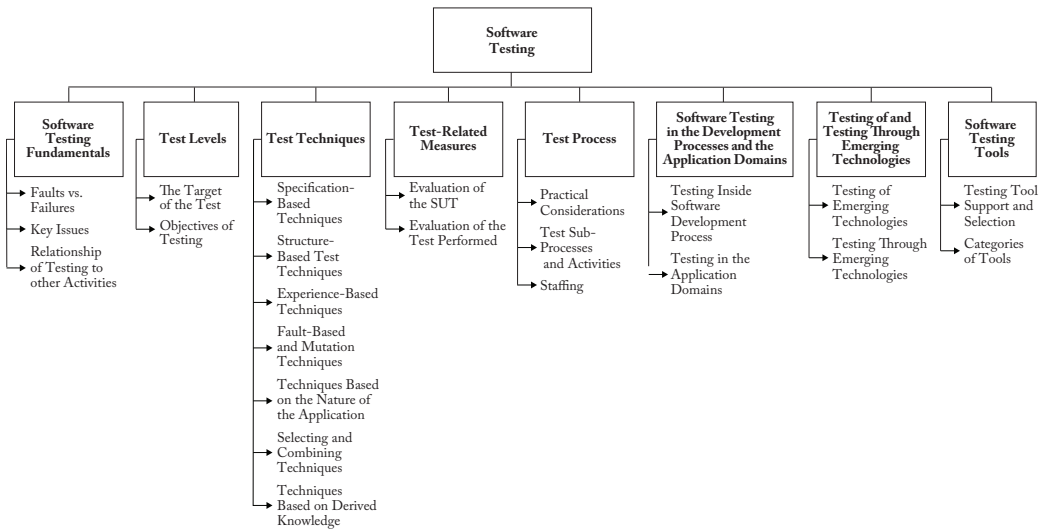 Software
Testing
Software
Testing
Fundamentals
Faults vs.
Failures
Key Issues
Relationship
of Testing to
other Activities
Test Levels
The Target
of the Test
Objectives of
Testing
Test Techniques
Specification-
Based
Techniques
Structure-
Based Test
Techniques
Experience-Based
Techniques
Fault-Based
and Mutation
Techniques
Techniques Based
on the Nature of
the Application
Selecting and
Combining
Techniques
Techniques
Based on Derived
Knowledge
Test-Related
Measures
Evaluation of
the SUT
Evaluation of the
Test Performed
Test Process
Practical
Considerations
Test Sub-
Processes
and Activities
Staffing
Software Testing
in the Development
Processes and the
Application Domains
Testing Inside
Software
Development
Process
Testing in the
Application
Domains
Testing of and
Testing Through
Emerging
Technologies
Testing of
Emerging
Technologies
Testing Through
Emerging
Technologies
Software
Testing
Tools
Testing Tool
Support and
Selection
Categories
of Tools